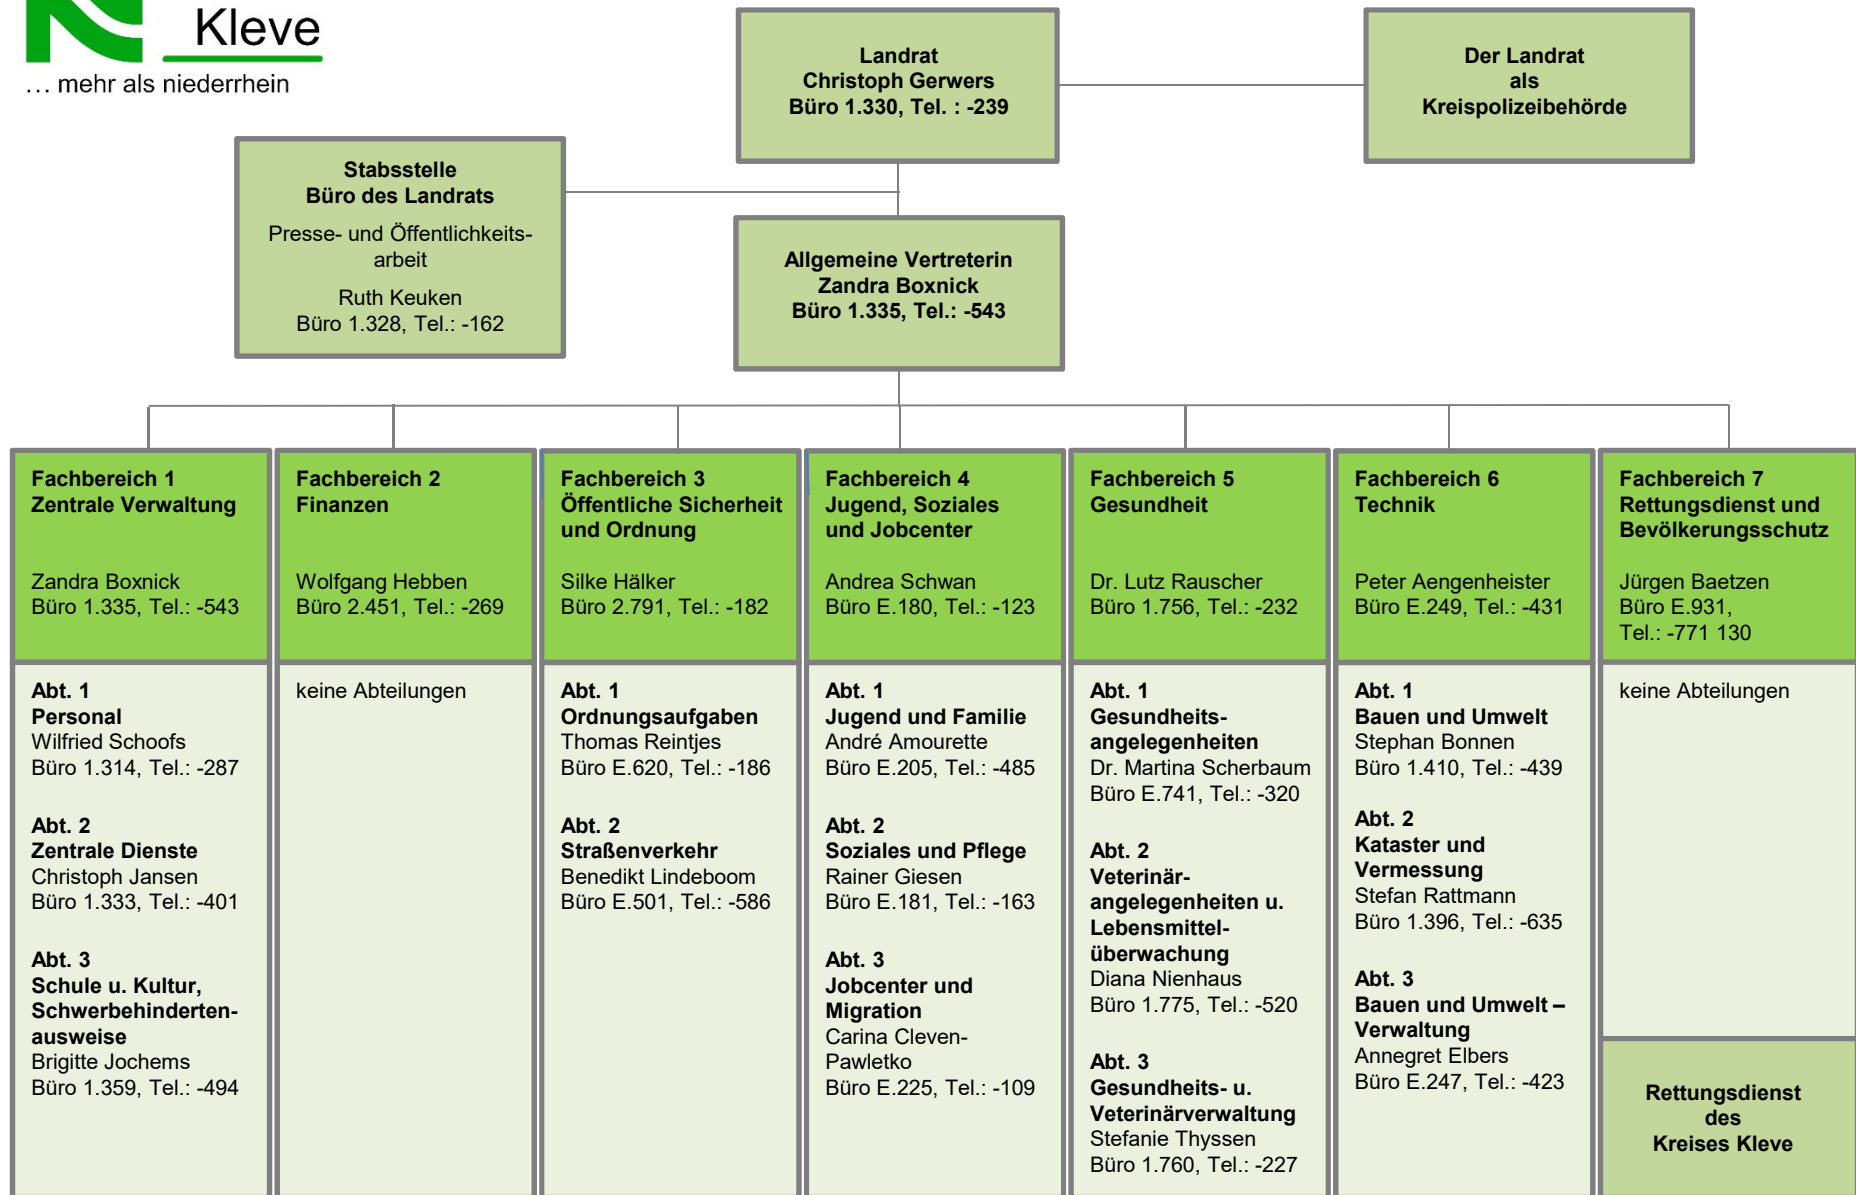 Kleve
… mehr als niederrhein
Landrat
Christoph Gerwers
Büro 1.330, Tel. : -239
Der Landrat
als
Kreispolizeibehörde
Stabsstelle
Büro des Landrats
Presse- und Öffentlichkeits-
arbeit
Ruth Keuken
Büro 1.328, Tel.: -162
Allgemeine Vertreterin
Zandra Boxnick
Büro 1.335, Tel.: -543
Fachbereich 1
Zentrale Verwaltung
Zandra Boxnick
Büro 1.335, Tel.: -543
Abt. 1
Personal
Wilfried Schoofs
Büro 1.314, Tel.: -287
Abt. 2
Zentrale Dienste
Christoph Jansen
Büro 1.333, Tel.: -401
Abt. 3
Schule u. Kultur,
Schwerbehinderten-
ausweise
Brigitte Jochems
Büro 1.359, Tel.: -494
Fachbereich 2
Finanzen
Wolfgang Hebben
Büro 2.451, Tel.: -269
keine Abteilungen
Fachbereich 3
Öffentliche Sicherheit
und Ordnung
Silke Hälker
Büro 2.791, Tel.: -182
Abt. 1
Ordnungsaufgaben
Thomas Reintjes
Büro E.620, Tel.: -186
Abt. 2
Straßenverkehr
Benedikt Lindeboom
Büro E.501, Tel.: -586
Fachbereich 4
Jugend, Soziales
und Jobcenter
Andrea Schwan
Büro E.180, Tel.: -123
Abt. 1
Jugend und Familie
André Amourette
Büro E.205, Tel.: -485
Abt. 2
Soziales und Pflege
Rainer Giesen
Büro E.181, Tel.: -163
Abt. 3
Jobcenter und
Migration
Carina Cleven-
Pawletko
Büro E.225, Tel.: -109
Fachbereich 5
Gesundheit
Dr. Lutz Rauscher
Büro 1.756, Tel.: -232
Abt. 1
Gesundheits-
angelegenheiten
Dr. Martina Scherbaum
Büro E.741, Tel.: -320
Abt. 2
Veterinär-
angelegenheiten u.
Lebensmittel-
überwachung
Diana Nienhaus
Büro 1.775, Tel.: -520
Abt. 3
Gesundheits- u.
Veterinärverwaltung
Stefanie Thyssen
Büro 1.760, Tel.: -227
Fachbereich 6
Technik
Peter Aengenheister
Büro E.249, Tel.: -431
Abt. 1
Bauen und Umwelt
Stephan Bonnen
Büro 1.410, Tel.: -439
Abt. 2
Kataster und
Vermessung
Stefan Rattmann
Büro 1.396, Tel.: -635
Abt. 3
Bauen und Umwelt –
Verwaltung
Annegret Elbers
Büro E.247, Tel.: -423
Fachbereich 7
Rettungsdienst und
Bevölkerungsschutz
Jürgen Baetzen
Büro E.931,
Tel.: -771 130
keine Abteilungen
Rettungsdienst
des
Kreises Kleve